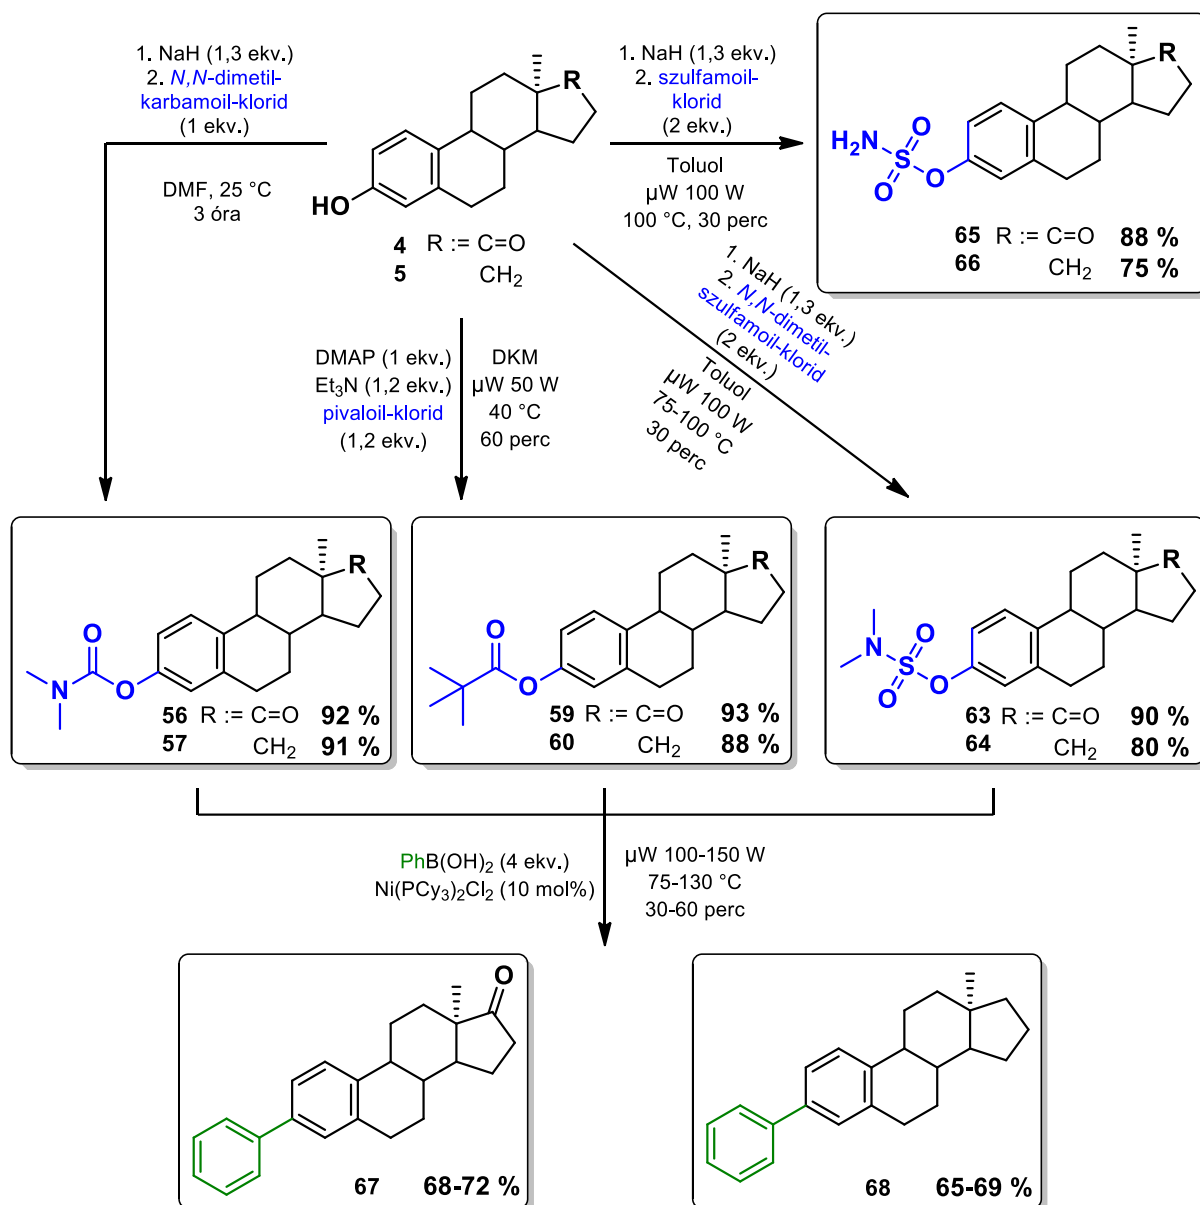 1. NaH (1,3 ekv.)
2. N,N-dimetil-
karbamoil-klorid
(1 ekv.)
DMF, 25 °C
3 óra
R
HO
4 R := C=O
5 CH₂
1. NaH (1,3 ekv.)
2. szulfamoil-
klorid
(2 ekv.)
Toluol
µW 100 W
100 °C, 30 perc
R
H₂N
O
S
O
O
65 R := C=O 88 %
66 CH₂ 75 %
1. NaH (1,3 ekv.)
2. N,N-dimetil-
szulfamoil-klorid
(2 ekv.)
Toluol
µW 100 W
75-100 °C
30 perc
DMAP (1 ekv.)
Et₃N (1,2 ekv.)
pivaloil-klorid
(1,2 ekv.)
DKM
µW 50 W
40 °C
60 perc
R
O
N
O
56 R := C=O 92 %
57 CH₂ 91 %
R
O
O
59 R := C=O 93 %
60 CH₂ 88 %
R
N
O
S
O
O
63 R := C=O 90 %
64 CH₂ 80 %
PhB(OH)₂ (4 ekv.)
Ni(PCy₃)₂Cl₂ (10 mol%)
µW 100-150 W
75-130 °C
30-60 perc
O
67 68-72 %
68 65-69 %